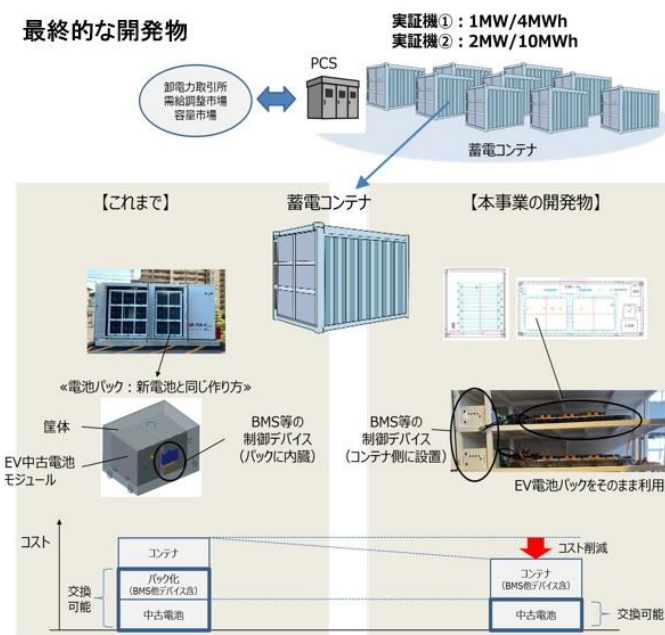 最終的な開発物
実証機①：1MW/4MWh
実証機②：2MW/10MWh
PCS
卸電力取引所
需給調整市場
容量市場
蓄電コンテナ
【これまで】
蓄電コンテナ
【本事業の開発物】
≪電池パック：新電池と同じ作り方≫
筐体
EV中古電池
モジュール
BMS等の
制御デバイス
（パックに内臓）
BMS等の
制御デバイス
（コンテナ側に設置）
EV電池パックをそのまま利用
コスト
コンテナ
パック化
（BMS他デバイス含）
中古電池
交換
可能
コスト削減
コンテナ
（BMS他デバイス含）
中古電池
交換可能